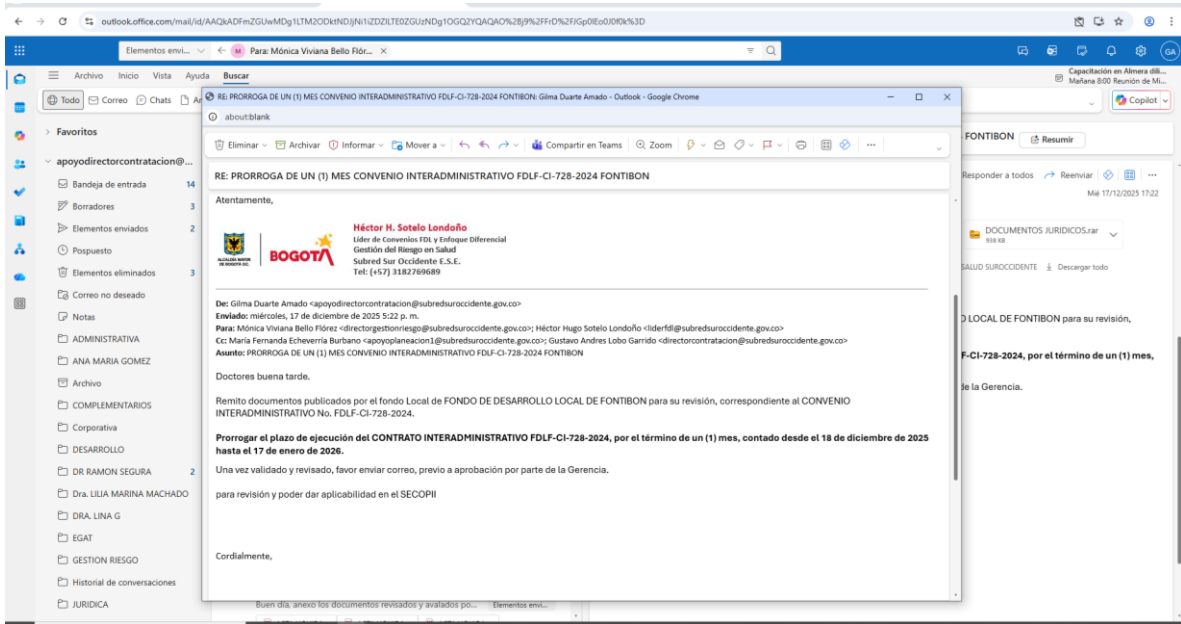 outlook.office.com/mail/id/AAQkADFmZGUwMDg1LTM2ODktNDJjNi1iZDZiLTE0ZGUzNDg1OGQ2YQAQAO%2Bj9%2FFrD%2FJGp0IEo0J0f0k%3D
Elementos envi...
M Para: Mónica Viviana Bello Flór...
GA
Archivo Inicio Vista Ayuda Buscar
Capacitación en Almera dili...
Mañana 8:00 Reunión de Mi...
Todo Correo Chats
Copilot
RE: PRORROGA DE UN (1) MES CONVENIO INTERADMINISTRATIVO FDLF-CI-728-2024 FONTIBON: Gilma Duarte Amado - Outlook - Google Chrome
about:blank
Eliminar Archivar Informar Mover a Compartir en Teams Zoom
RE: PRORROGA DE UN (1) MES CONVENIO INTERADMINISTRATIVO FDLF-CI-728-2024 FONTIBON
Favoritos
apoyodirectorcontratacion@...
Bandeja de entrada 14
Borradores 3
Elementos enviados 2
Pospuesto
Elementos eliminados 3
Correo no deseado
Notas
ADMINISTRATIVA
ANA MARIA GOMEZ
Archivo
COMPLEMENTARIOS
Corporativa
DESARROLLO
DR RAMON SEGURA 2
Dra. LILIA MARINA MACHADO
DRA. LINA G
EGAT
GESTION RIESGO
Historial de conversaciones
JURIDICA
Atentamente,
ALCALDÍA MAYOR
DE BOGOTÁ D.C.
BOGOTÁ
Héctor H. Sotelo Londoño
Líder de Convenios FDL y Enfoque Diferencial
Gestión del Riesgo en Salud
Subred Sur Occidente E.S.E.
Tel: (+57) 3182769689
De: Gilma Duarte Amado <apoyodirectorcontratacion@subredsuroccidente.gov.co>
Enviado: miércoles, 17 de diciembre de 2025 5:22 p. m.
Para: Mónica Viviana Bello Flórez <directorgestionriesgo@subredsuroccidente.gov.co>; Héctor Hugo Sotelo Londoño <liderfdl@subredsuroccidente.gov.co>
Cc: María Fernanda Echeverría Burbano <apoyoplaneacion1@subredsuroccidente.gov.co>; Gustavo Andres Lobo Garrido <directorcontratacion@subredsuroccidente.gov.co>
Asunto: PRORROGA DE UN (1) MES CONVENIO INTERADMINISTRATIVO FDLF-CI-728-2024 FONTIBON
Doctores buena tarde.
Remito documentos publicados por el fondo Local de FONDO DE DESARROLLO LOCAL DE FONTIBON para su revisión, correspondiente al CONVENIO
INTERADMINISTRATIVO No. FDLF-CI-728-2024.
Prorrogar el plazo de ejecución del CONTRATO INTERADMINISTRATIVO FDLF-CI-728-2024, por el término de un (1) mes, contado desde el 18 de diciembre de 2025
hasta el 17 de enero de 2026.
Una vez validado y revisado, favor enviar correo, previo a aprobación por parte de la Gerencia.
para revisión y poder dar aplicabilidad en el SECOPII
Cordialmente,
FONTIBON Resumir
Responder a todos Reenviar
Mié 17/12/2025 17:22
DOCUMENTOS JURIDICOS.rar
938 KB
SALUD SUROCCIDENTE Descargar todo
LOCAL DE FONTIBON para su revisión,
F-CI-728-2024, por el término de un (1) mes,
de la Gerencia.
Buen día. anexo los documentos revisados y avalados po... Elementos envi...